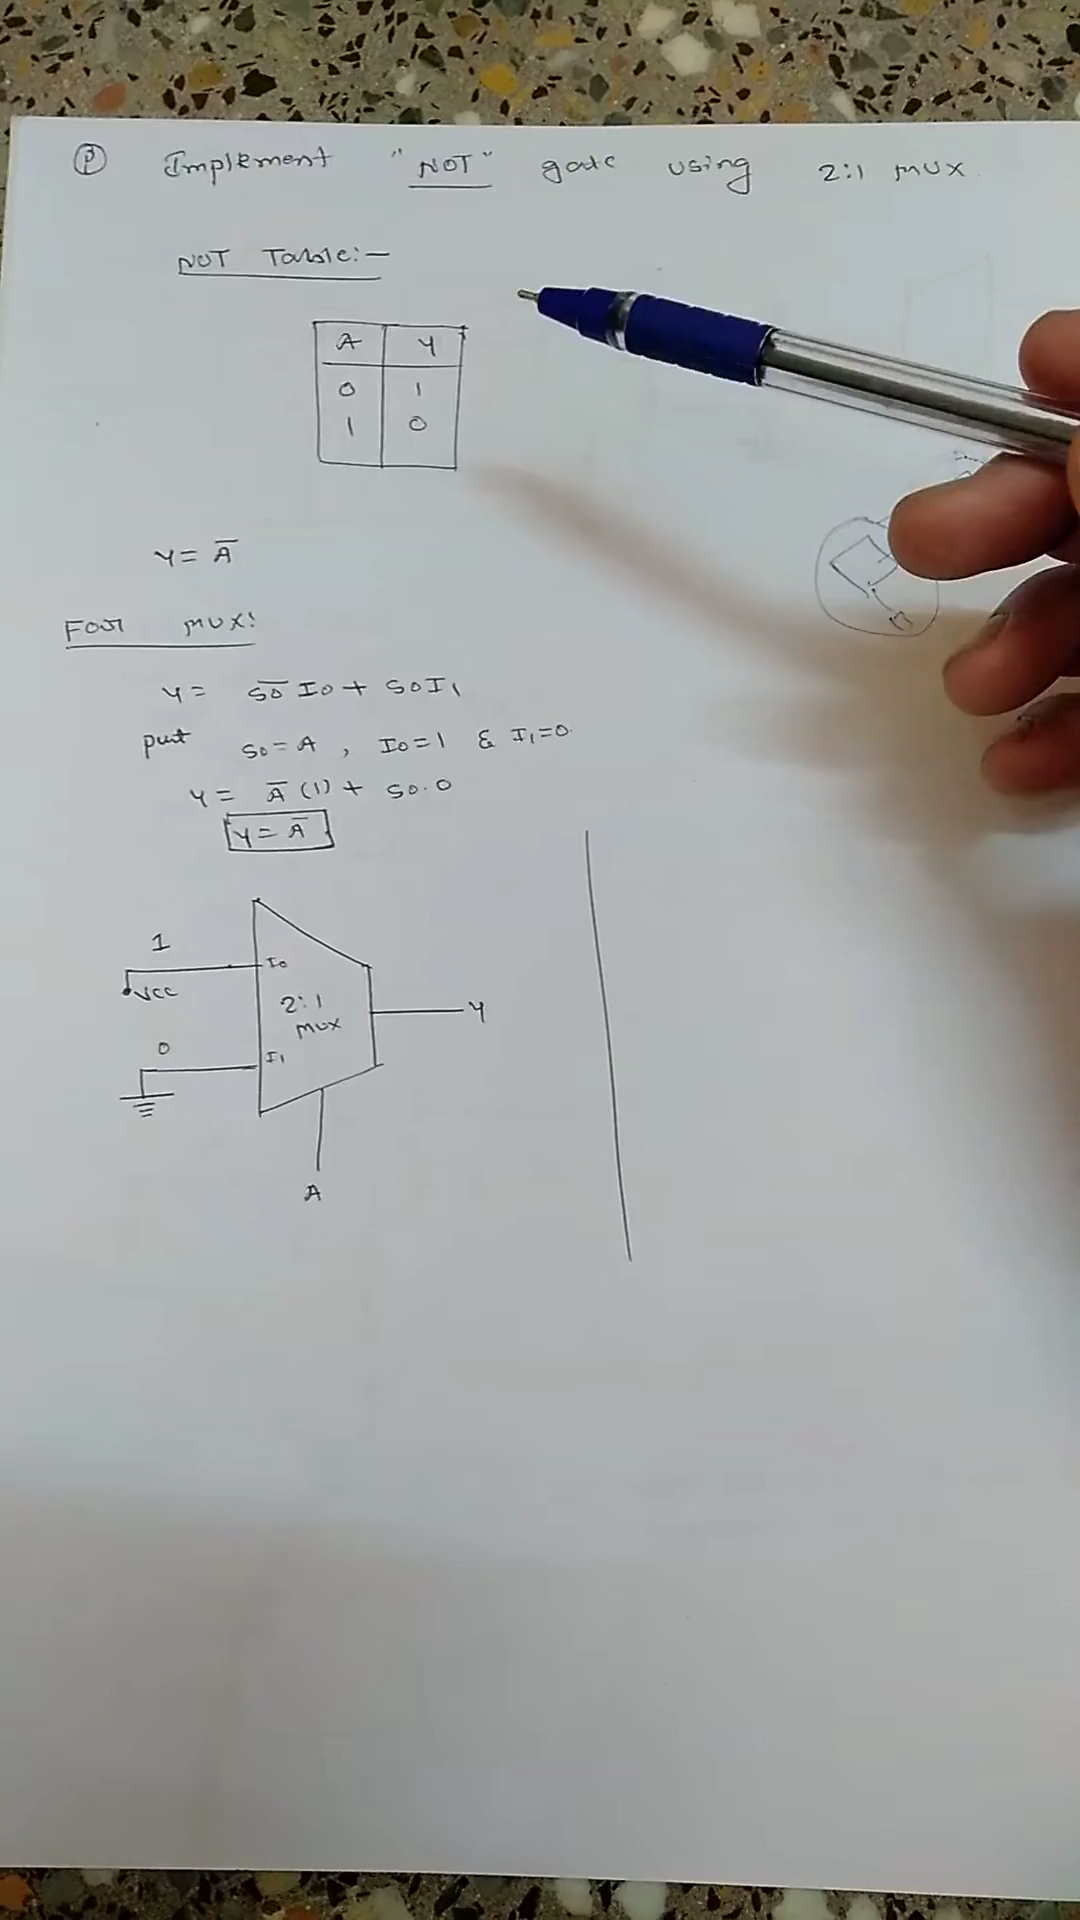 P Implement "NOT" gate using 2:1 MUX.
NOT Table:-
A Y
0 1
1 0
Y = A̅
For MUX:
Y = S̅0̅ I0 + S0 I1
put S0 = A , I0 = 1 & I1 = 0.
Y = A̅ (1) + S0.0
Y = A̅
1
I0
VCC
2:1
MUX
Y
0
I1
A